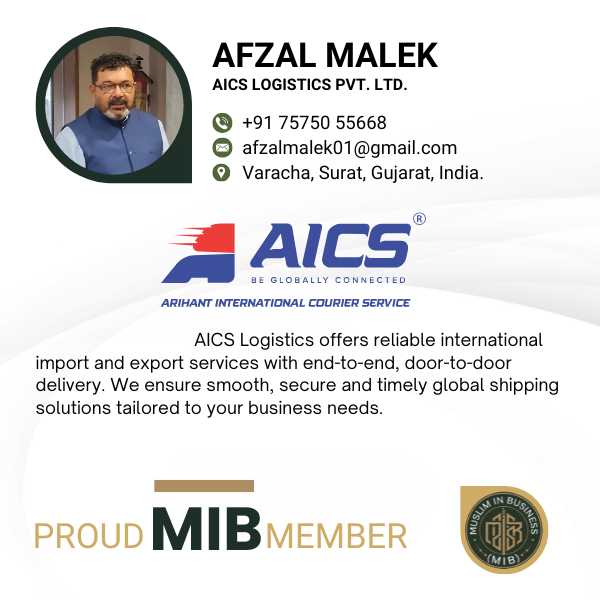 AFZAL MALEK
AICS LOGISTICS PVT. LTD.
+91 75750 55668
afzalmalek01@gmail.com
Varacha, Surat, Gujarat, India.
AICS®
BE GLOBALLY CONNECTED
ARIHANT INTERNATIONAL COURIER SERVICE
AICS Logistics offers reliable international
import and export services with end-to-end, door-to-door
delivery. We ensure smooth, secure and timely global shipping
solutions tailored to your business needs.
PROUD MIB MEMBER
MUSLIM IN BUSINESS
(MIB)